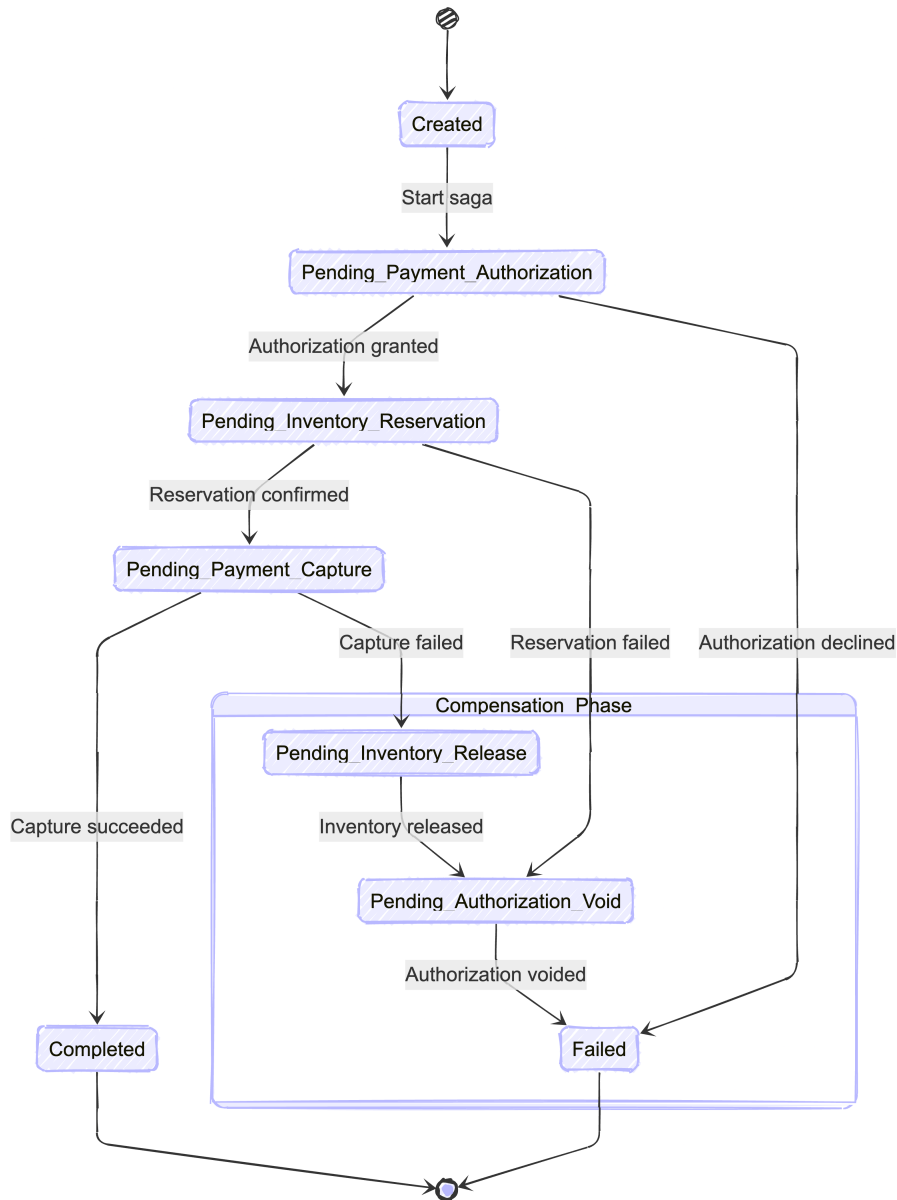 Created
Start saga
Pending_Payment_Authorization
Authorization granted
Pending_Inventory_Reservation
Reservation confirmed
Pending_Payment_Capture
Capture failed
Reservation failed
Authorization declined
Compensation_Phase
Pending_Inventory_Release
Capture succeeded
Inventory released
Pending_Authorization_Void
Authorization voided
Completed
Failed